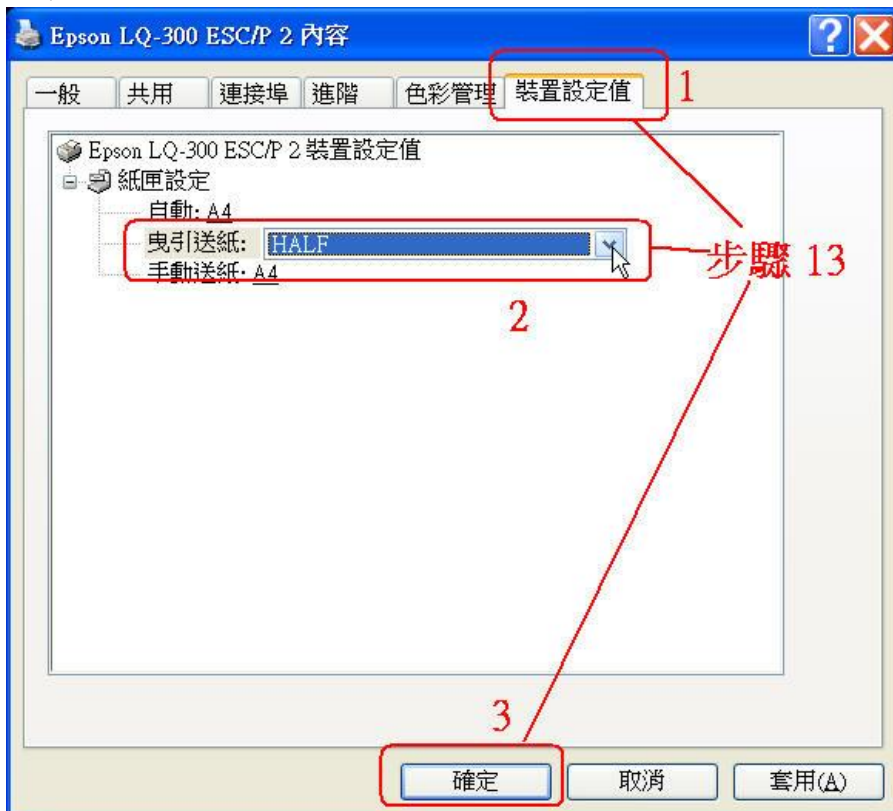 Epson LQ-300 ESC/P 2 內容
一般 共用 連接埠 進階 色彩管理 裝置設定值 1
Epson LQ-300 ESC/P 2 裝置設定值
紙匣設定
自動: A4
曳引送紙: HALF
步驟 13
手動送紙: A4
2
3
確定 取消 套用(A)